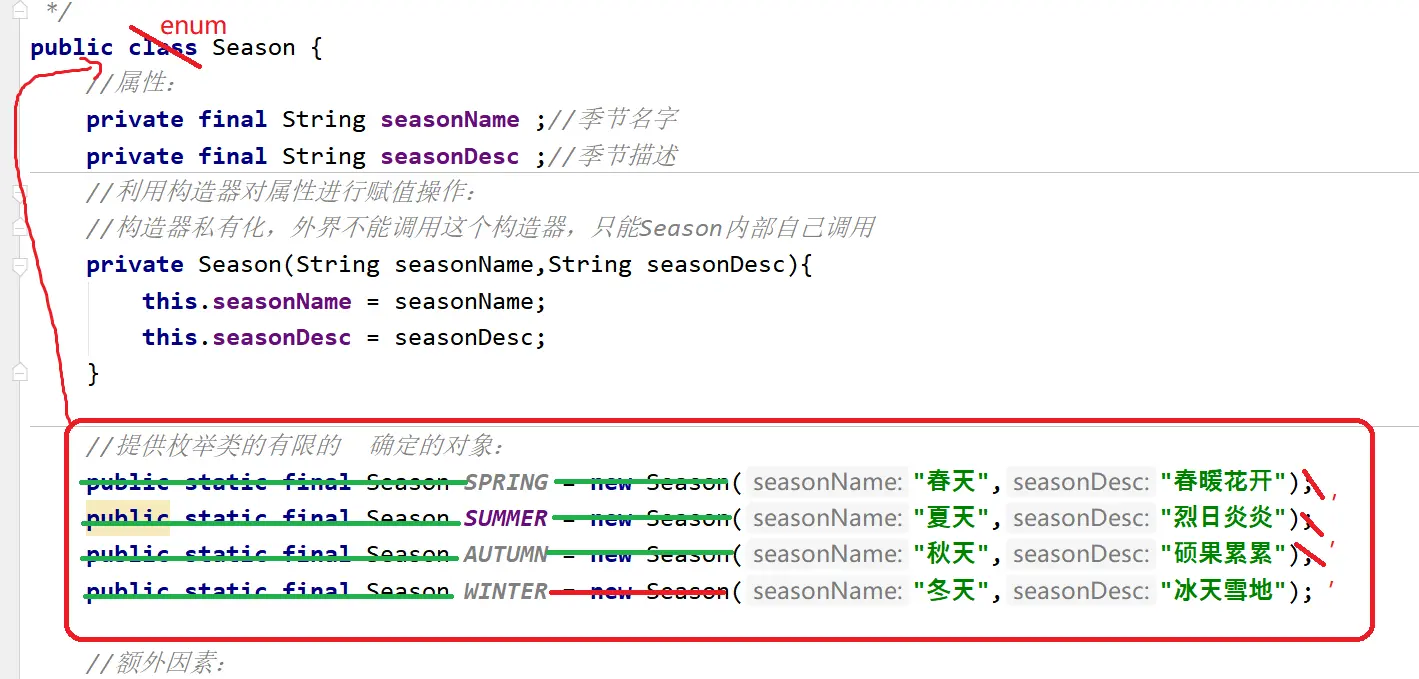 */
enum
public class Season {
//属性：
private final String seasonName ;//季节名字
private final String seasonDesc ;//季节描述
//利用构造器对属性进行赋值操作：
//构造器私有化，外界不能调用这个构造器，只能Season内部自己调用
private Season(String seasonName,String seasonDesc){
this.seasonName = seasonName;
this.seasonDesc = seasonDesc;
}
//提供枚举类的有限的  确定的对象：
public static final Season SPRING = new Season( seasonName: "春天", seasonDesc: "春暖花开");,
public static final Season SUMMER = new Season( seasonName: "夏天", seasonDesc: "烈日炎炎");
public static final Season AUTUMN = new Season( seasonName: "秋天", seasonDesc: "硕果累累");,
public static final Season WINTER = new Season( seasonName: "冬天", seasonDesc: "冰天雪地");,
//额外因素：